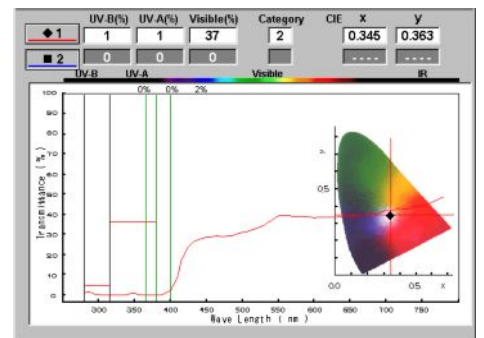 UV-B(%) UV-A(%) Visible(%) Category CIE x y
◆ 1 1 1 37 2 0.345 0.363
■ 2 0 0 0 ---- ----
UV-B UV-A Visible IR
0% 0% 2%
100
90
80
70
60
50
40
30
20
10
0
Transmittance (%)
300 350 400 450 500 550 600 650 700 750
Wave Length ( nm )
y
0.5
0.0 0.5 x